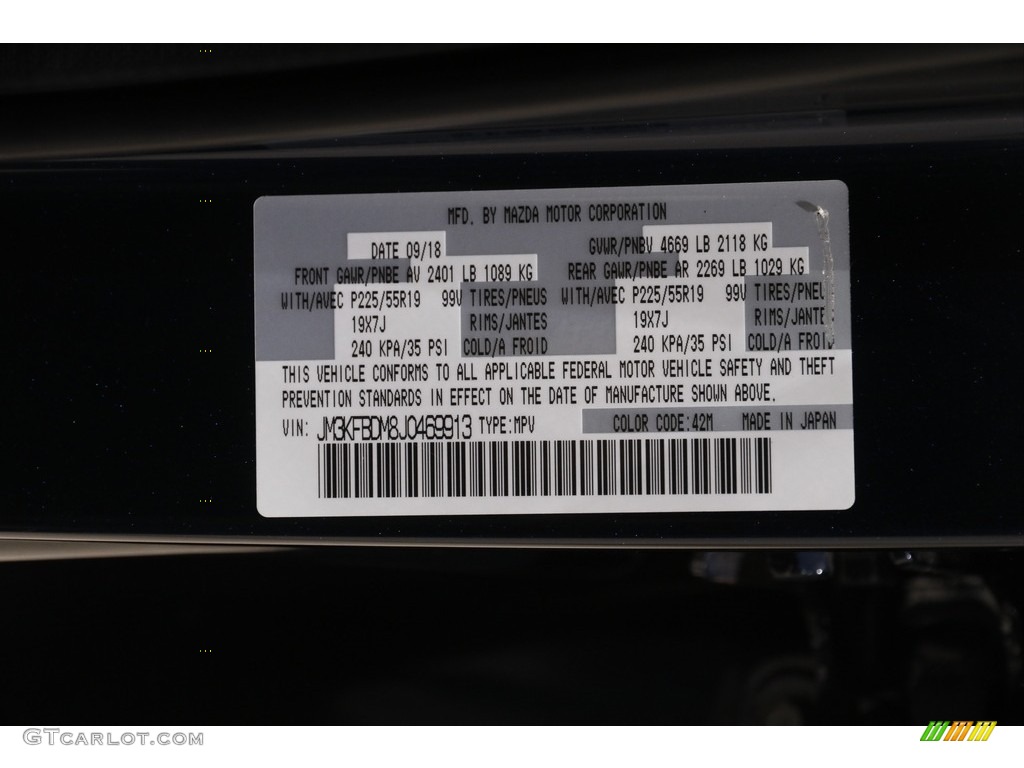 MFD. BY MAZDA MOTOR CORPORATION
DATE 09/18 GVWR/PNBV 4669 LB 2118 KG
FRONT GAWR/PNBE AV 2401 LB 1089 KG REAR GAWR/PNBE AR 2269 LB 1029 KG
WITH/AVEC P225/55R19 99V TIRES/PNEUS WITH/AVEC P225/55R19 99V TIRES/PNEU
19X7J RIMS/JANTES 19X7J RIMS/JANTE
240 KPA/35 PSI COLD/A FROID 240 KPA/35 PSI COLD/A FROID
THIS VEHICLE CONFORMS TO ALL APPLICABLE FEDERAL MOTOR VEHICLE SAFETY AND THEFT
PREVENTION STANDARDS IN EFFECT ON THE DATE OF MANUFACTURE SHOWN ABOVE.
VIN: JM3KFBDM8J0469913 TYPE:MPV COLOR CODE:42M MADE IN JAPAN
GTCARLOT.COM